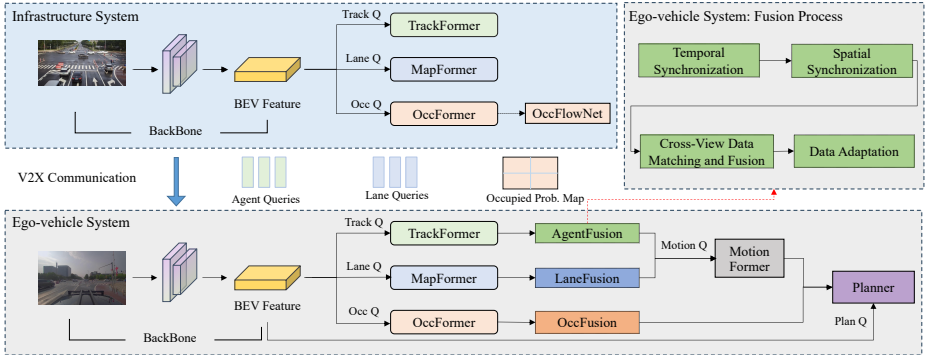 Infrastructure System
BackBone
BEV Feature
Track Q
TrackFormer
Lane Q
MapFormer
Occ Q
OccFormer
OccFlowNet
Ego-vehicle System: Fusion Process
Temporal
Synchronization
Spatial
Synchronization
Cross-View Data
Matching and Fusion
Data Adaptation
V2X Communication
Agent Queries
Lane Queries
Occupied Prob. Map
Ego-vehicle System
BackBone
BEV Feature
Track Q
TrackFormer
AgentFusion
Lane Q
MapFormer
LaneFusion
Occ Q
OccFormer
OccFusion
Motion Q
Motion
Former
Planner
Plan Q